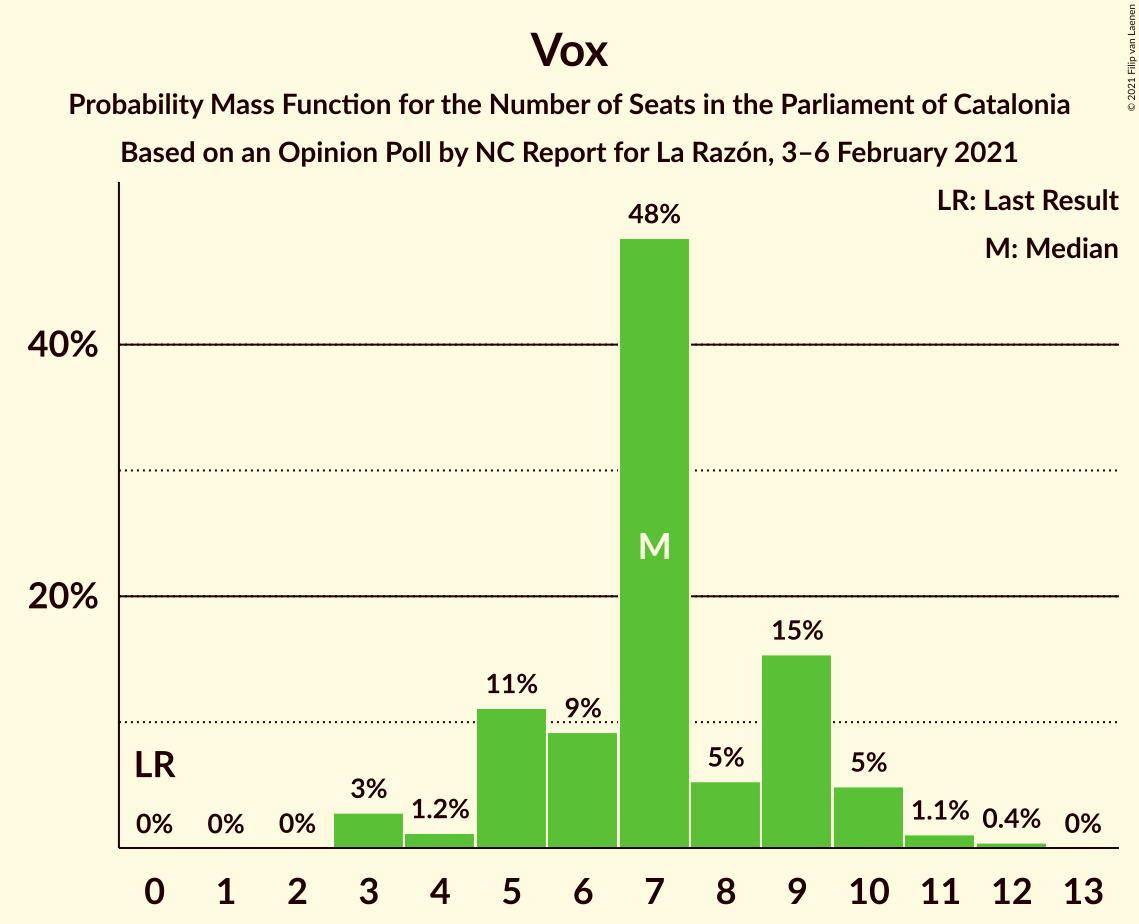 Vox
Probability Mass Function for the Number of Seats in the Parliament of Catalonia
Based on an Opinion Poll by NC Report for La Razón, 3–6 February 2021
© 2021 Filip van Laenen
LR: Last Result
M: Median
40%
20%
48%
M
15%
11%
9%
5%
5%
LR
3%
1.2%
1.1%
0.4%
0%
0%
0%
0%
0 1 2 3 4 5 6 7 8 9 10 11 12 13